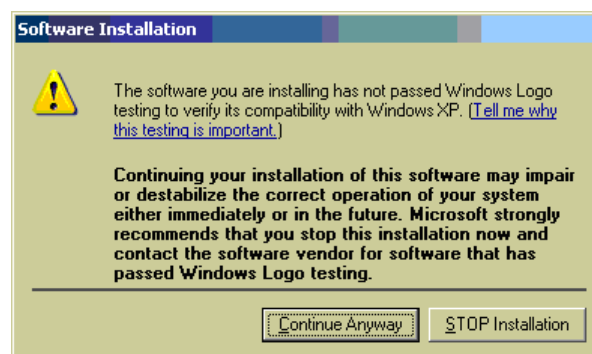 Software Installation
The software you are installing has not passed Windows Logo
testing to verify its compatibility with Windows XP. (Tell me why
this testing is important.)
Continuing your installation of this software may impair
or destabilize the correct operation of your system
either immediately or in the future. Microsoft strongly
recommends that you stop this installation now and
contact the software vendor for software that has
passed Windows Logo testing.
Continue Anyway STOP Installation